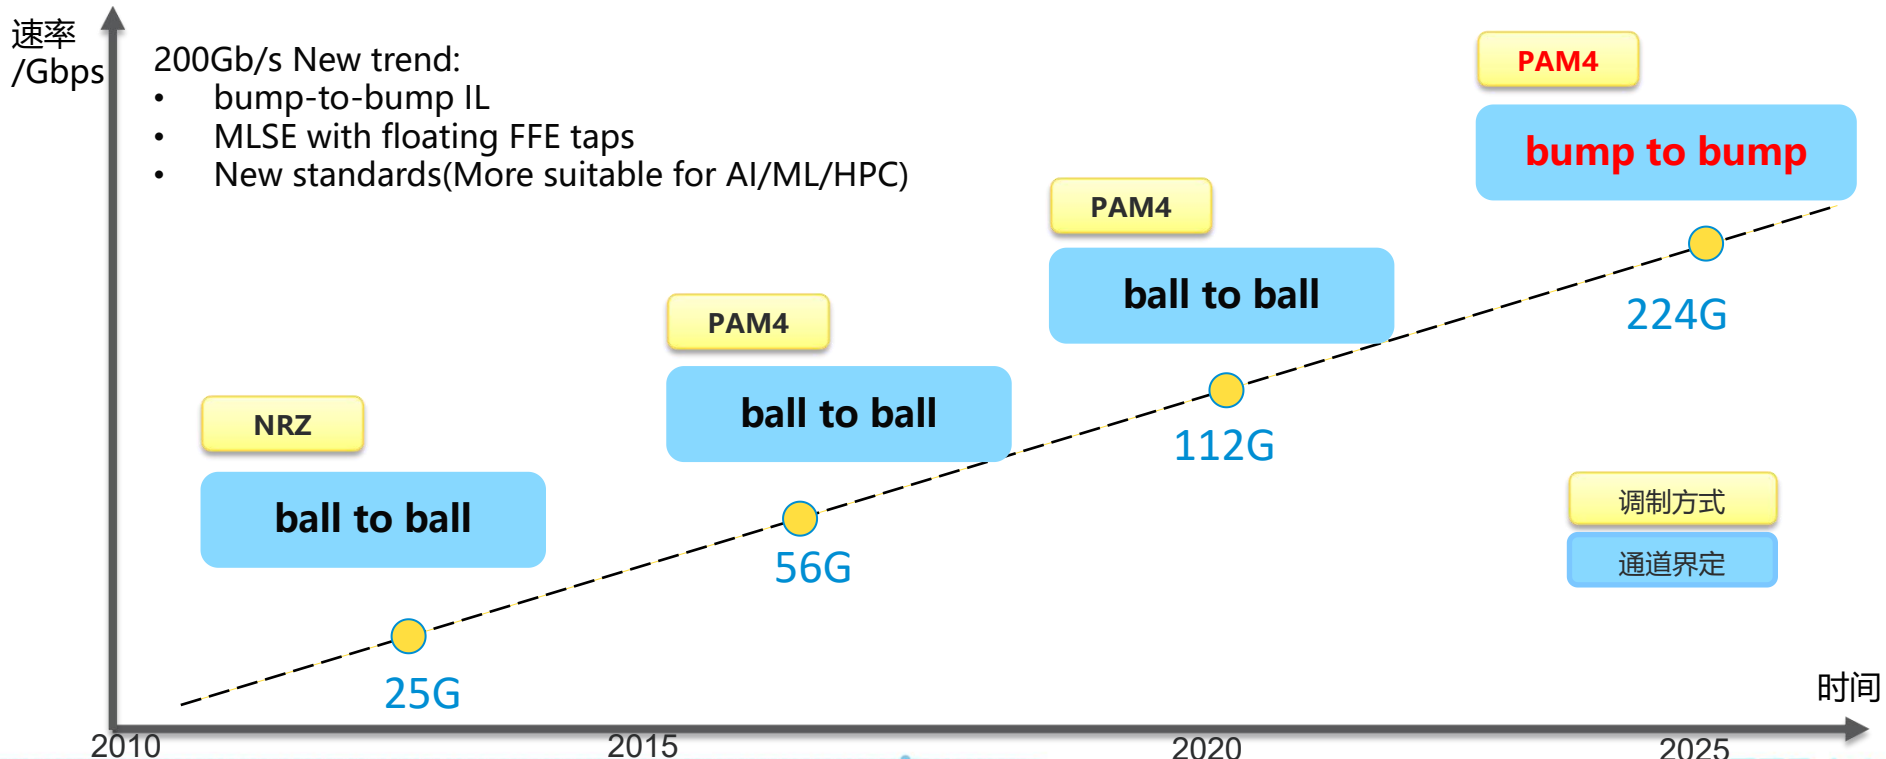 速率
/Gbps
200Gb/s New trend:
• bump-to-bump IL
• MLSE with floating FFE taps
• New standards(More suitable for AI/ML/HPC)
PAM4
bump to bump
PAM4
ball to ball
224G
PAM4
ball to ball
112G
NRZ
ball to ball
56G
调制方式
通道界定
25G
时间
2010
2015
2020
2025